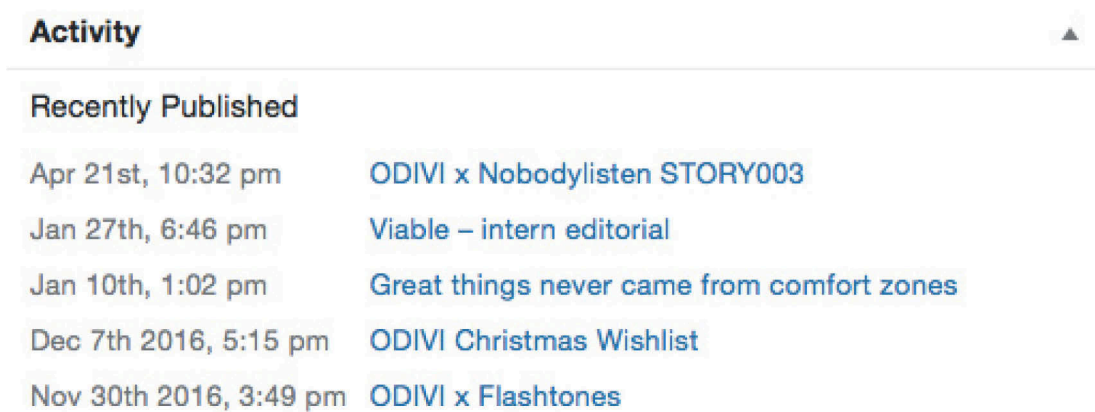 Activity
Recently Published
Apr 21st, 10:32 pm ODIVI x Nobodylisten STORY003
Jan 27th, 6:46 pm Viable – intern editorial
Jan 10th, 1:02 pm Great things never came from comfort zones
Dec 7th 2016, 5:15 pm ODIVI Christmas Wishlist
Nov 30th 2016, 3:49 pm ODIVI x Flashtones